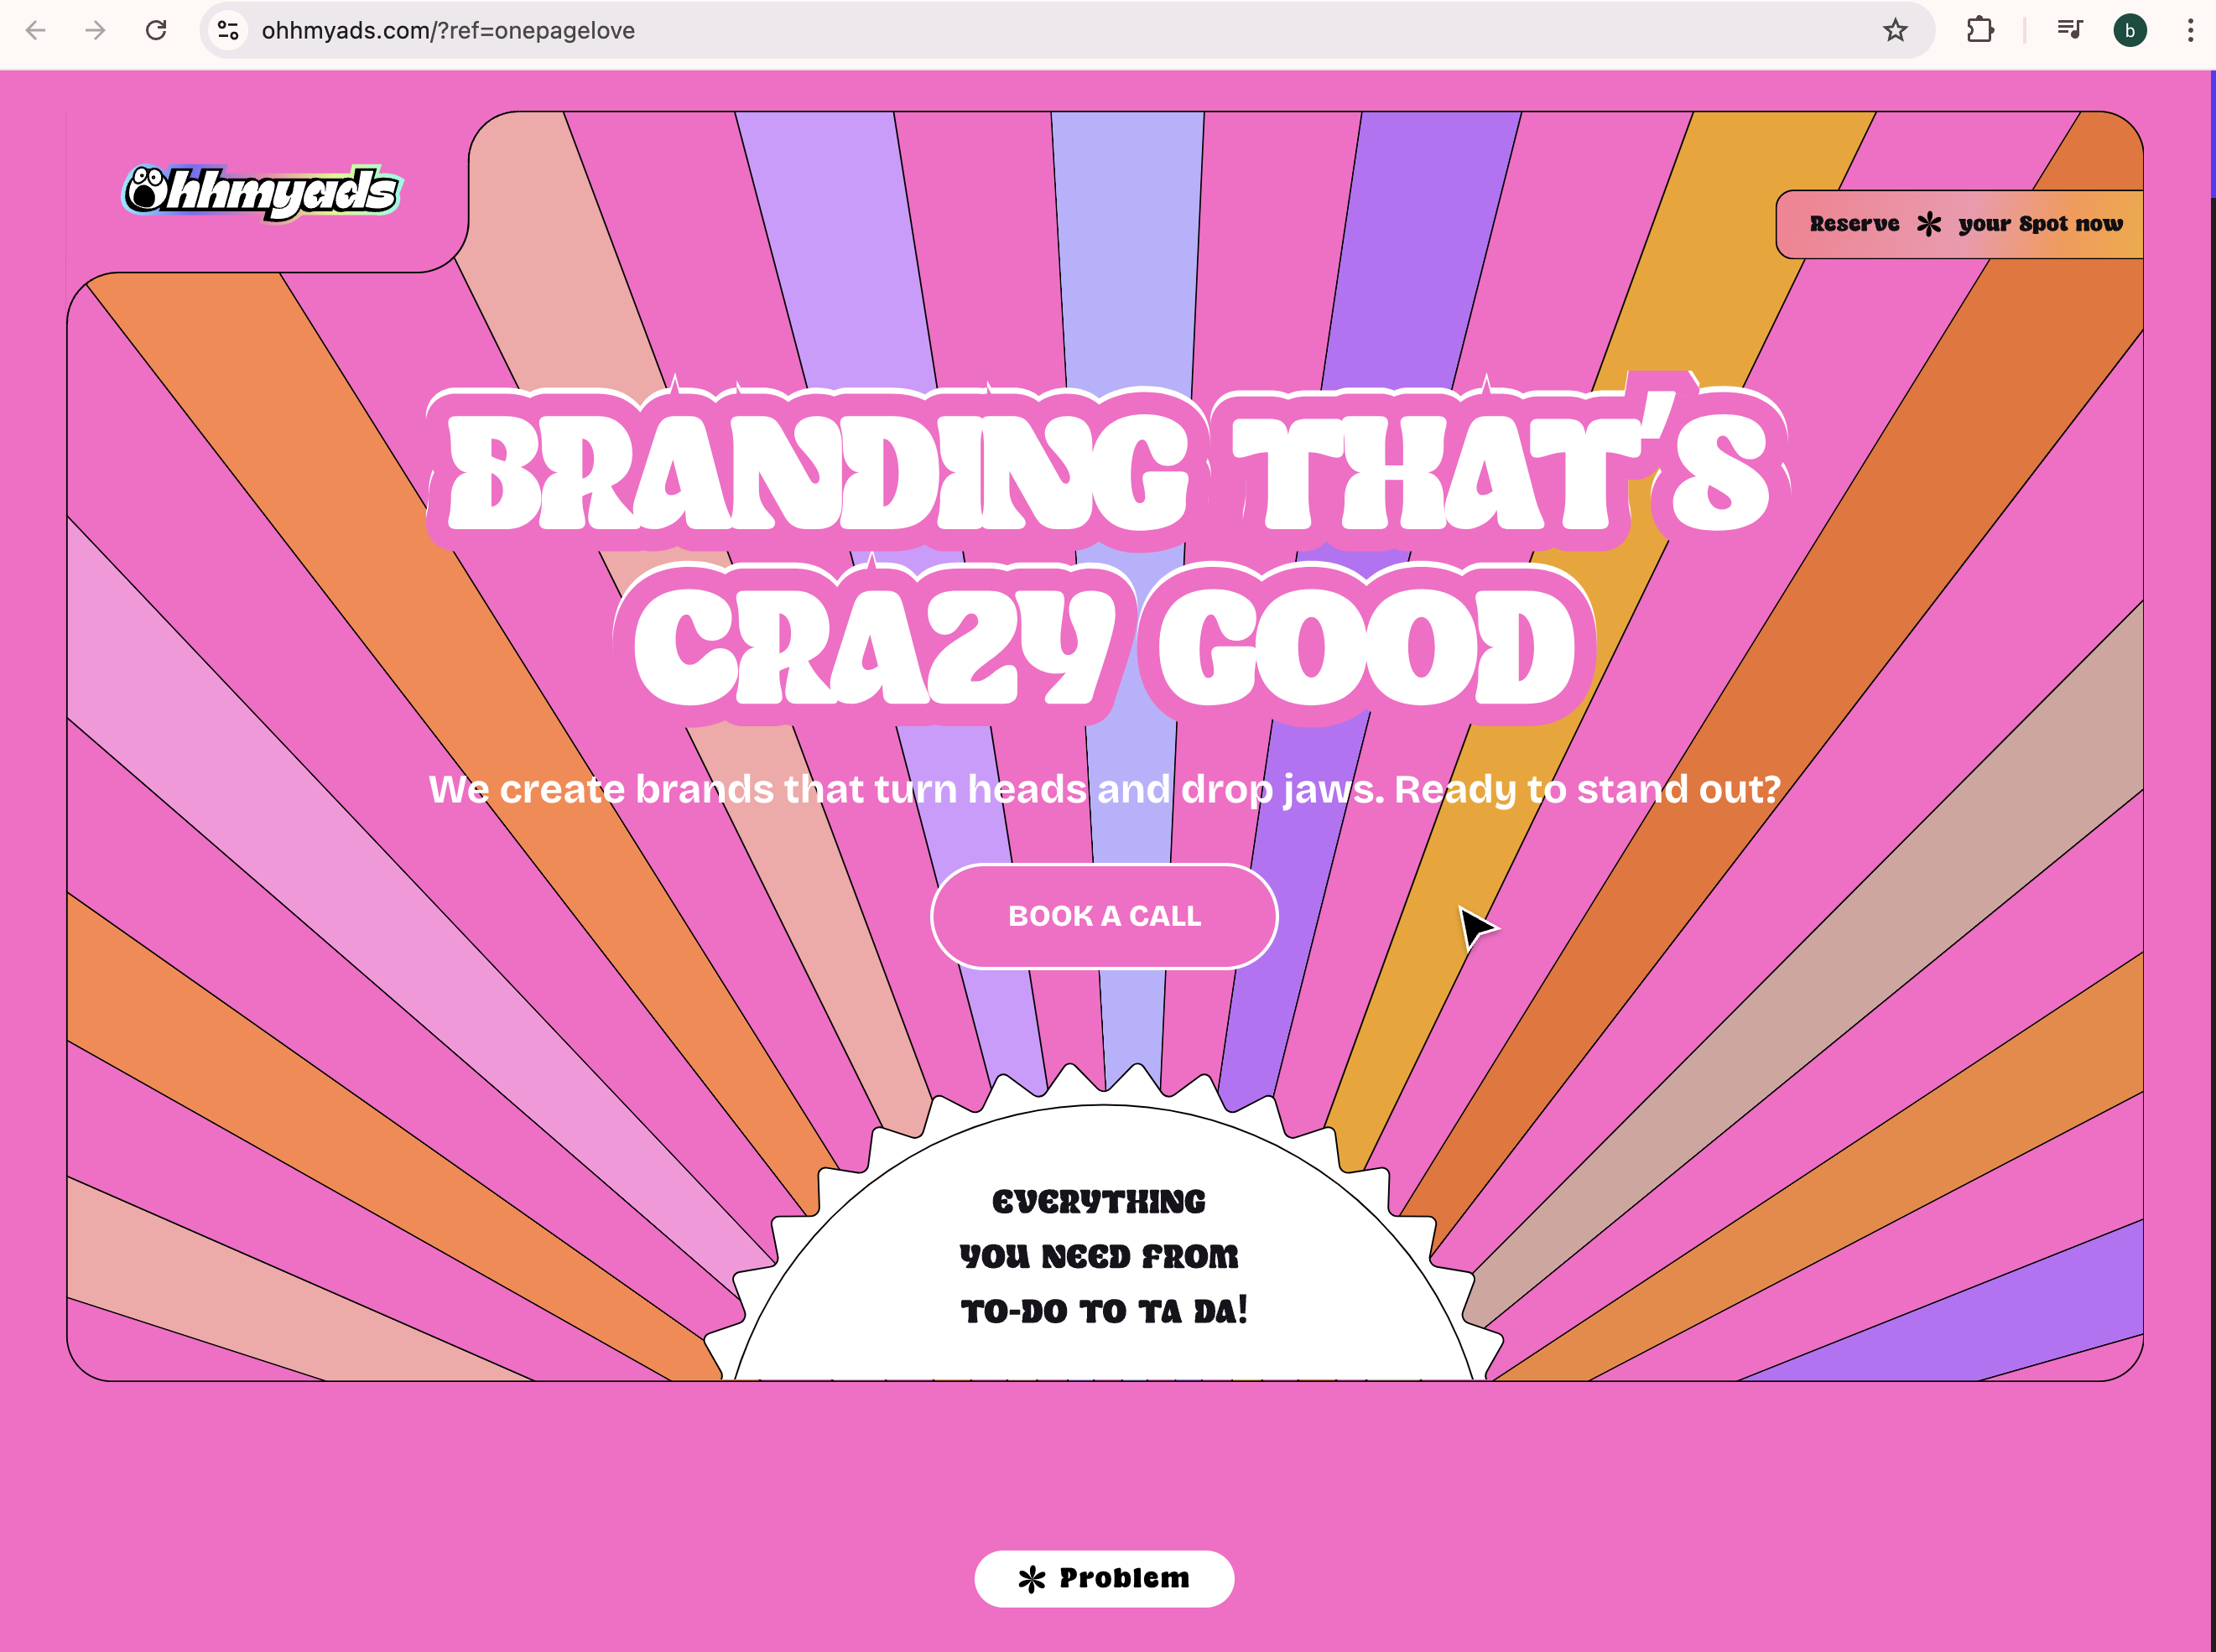 ohhmyads.com/?ref=onepagelove
b
Ohhmyads
Reserve * your Spot now
BRANDING THAT'S
CRAZY GOOD
We create brands that turn heads and drop jaws. Ready to stand out?
BOOK A CALL
EVERYTHING
YOU NEED FROM
TO-DO TO TA DA!
* Problem